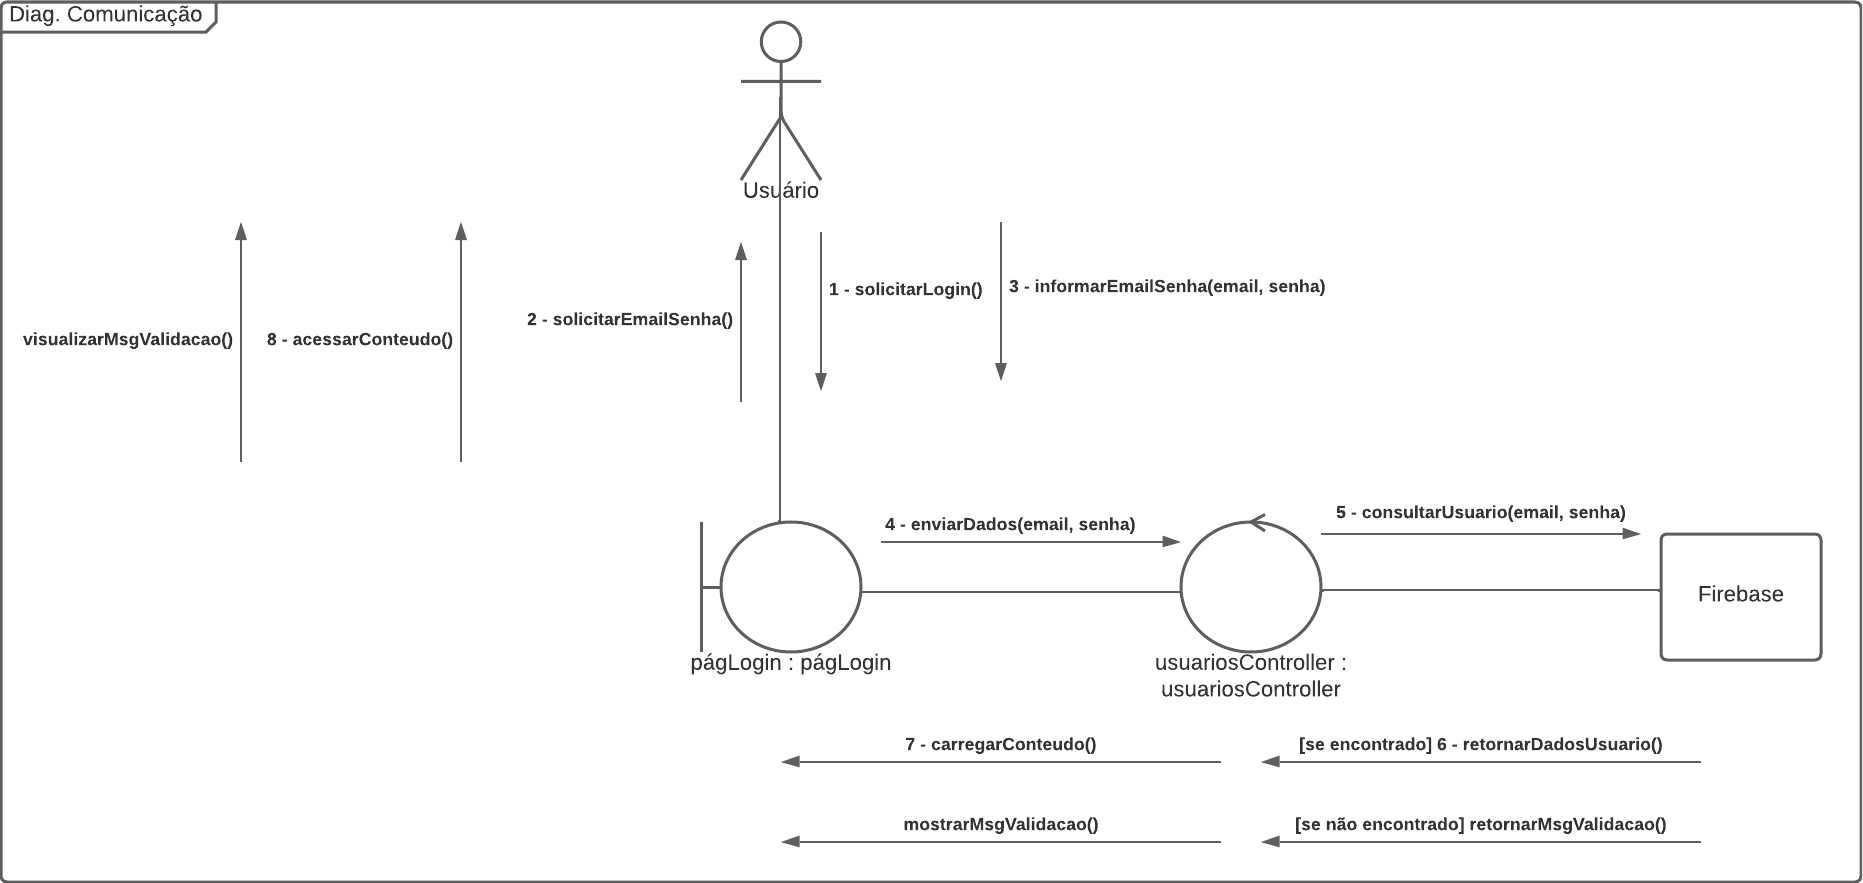 Diag. Comunicação
Usuário
1 - solicitarLogin()
3 - informarEmailSenha(email, senha)
2 - solicitarEmailSenha()
visualizarMsgValidacao()
8 - acessarConteudo()
4 - enviarDados(email, senha)
5 - consultarUsuario(email, senha)
Firebase
págLogin : págLogin
usuariosController :
usuariosController
7 - carregarConteudo()
[se encontrado] 6 - retornarDadosUsuario()
mostrarMsgValidacao()
[se não encontrado] retornarMsgValidacao()